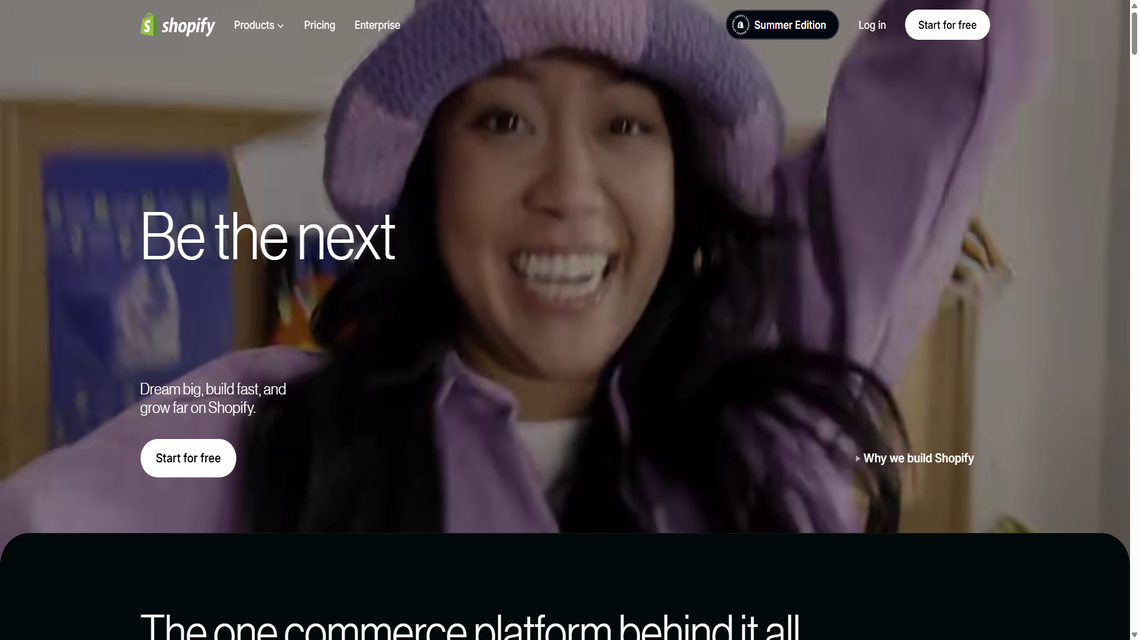 shopify
Products
Pricing
Enterprise
Summer Edition
Log in
Start for free
Be the next
Dream big, build fast, and
grow far on Shopify.
Start for free
Why we build Shopify
The one commerce platform behind it all